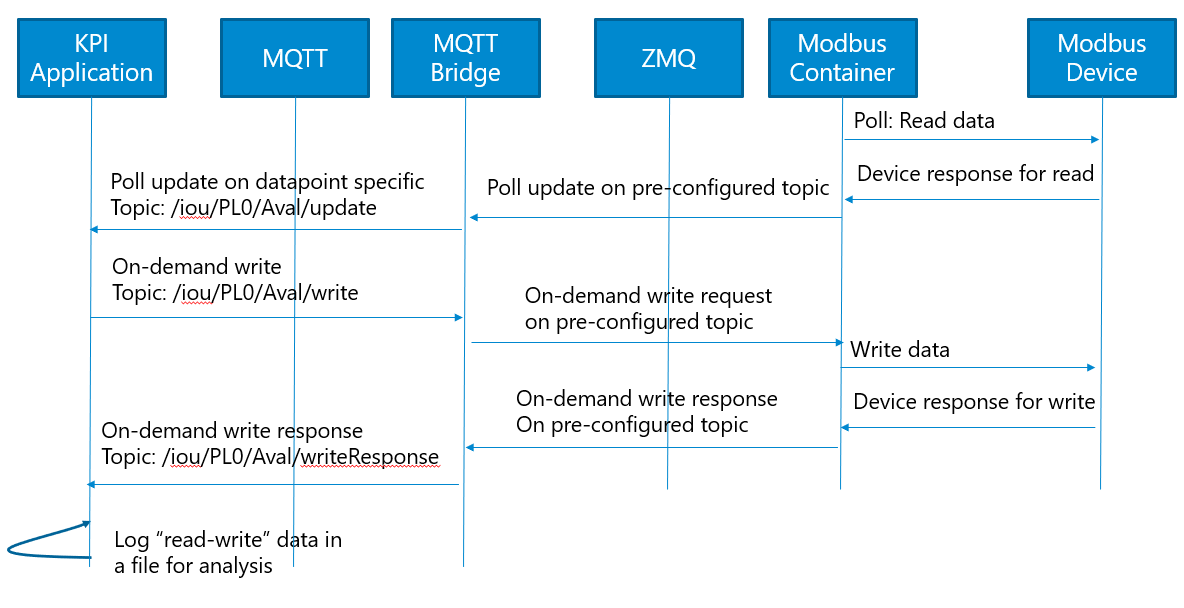 KPI
Application
MQTT
MQTT
Bridge
ZMQ
Modbus
Container
Modbus
Device
Poll: Read data
Device response for read
Poll update on pre-configured topic
Poll update on datapoint specific
Topic: /iou/PL0/Aval/update
On-demand write
Topic: /iou/PL0/Aval/write
On-demand write request
on pre-configured topic
Write data
Device response for write
On-demand write response
On pre-configured topic
On-demand write response
Topic: /iou/PL0/Aval/writeResponse
Log “read-write” data in
a file for analysis